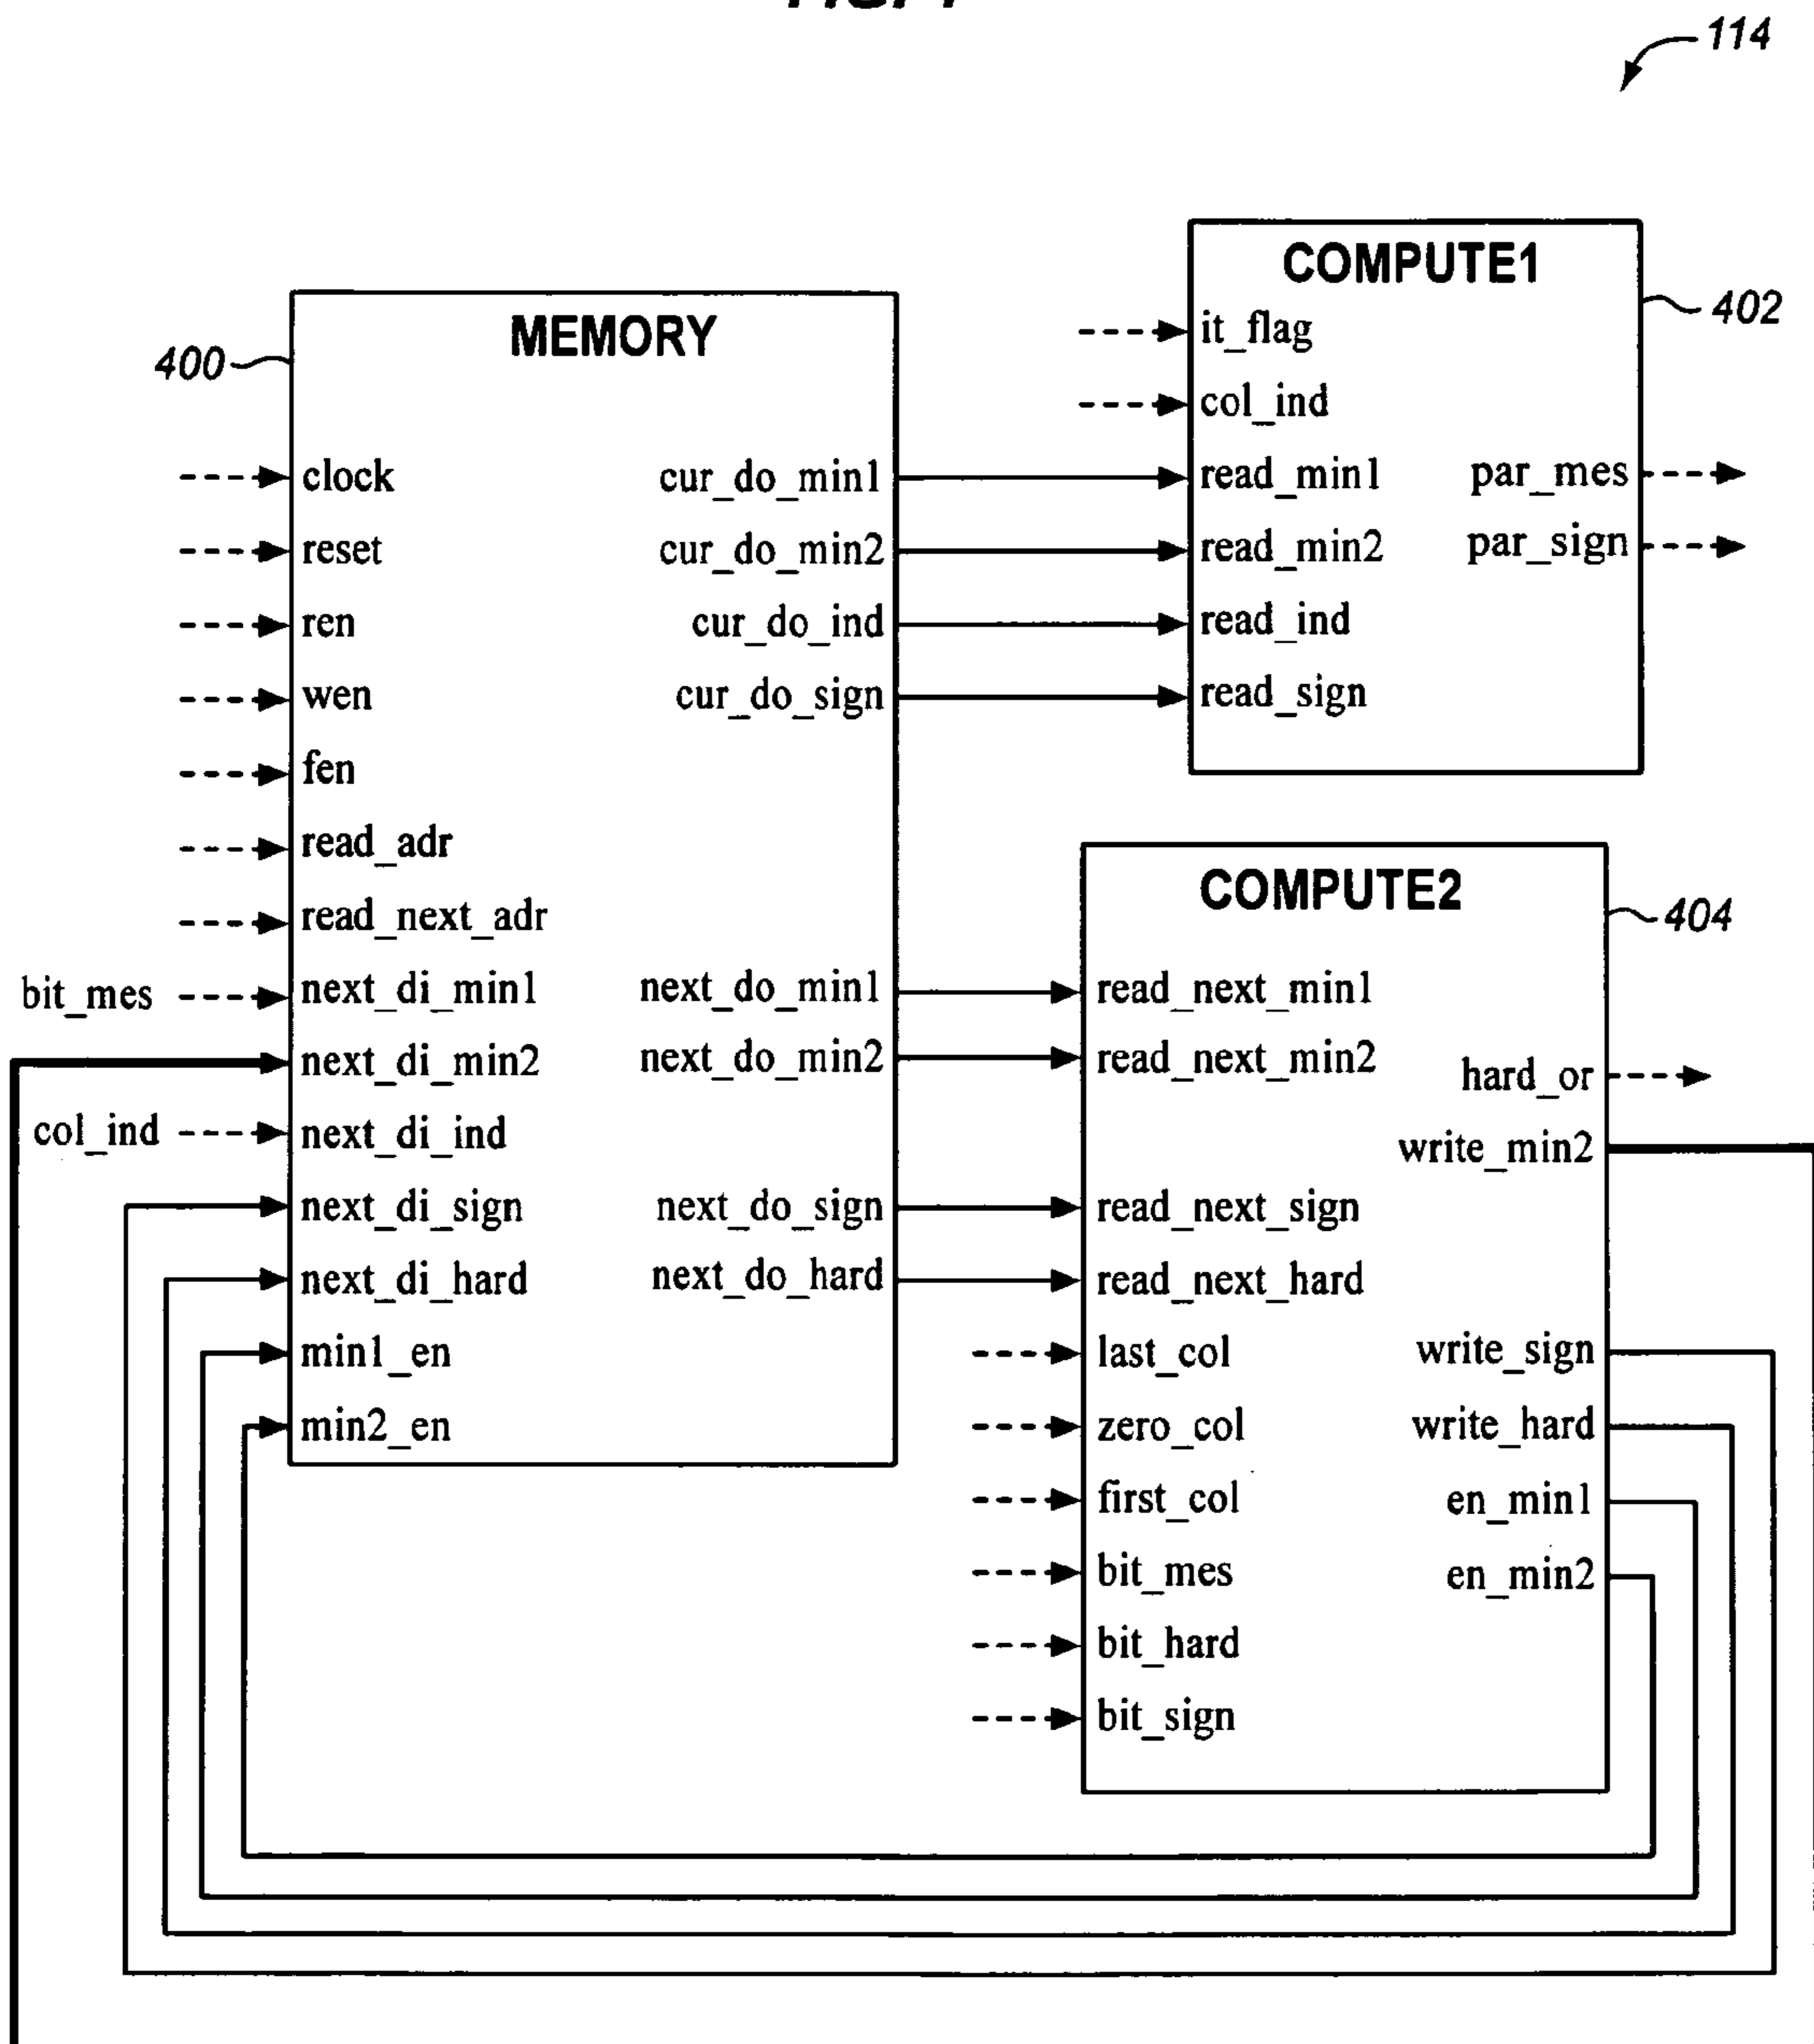 114
COMPUTE1
402
it_flag
col_ind
read_min1
read_min2
read_ind
read_sign
par_mes
par_sign
MEMORY
400
clock
reset
ren
wen
fen
read_adr
read_next_adr
bit_mes
next_di_min1
next_di_min2
col_ind
next_di_ind
next_di_sign
next_di_hard
min1_en
min2_en
cur_do_min1
cur_do_min2
cur_do_ind
cur_do_sign
next_do_min1
next_do_min2
next_do_sign
next_do_hard
COMPUTE2
404
read_next_min1
read_next_min2
read_next_sign
read_next_hard
last_col
zero_col
first_col
bit_mes
bit_hard
bit_sign
hard_or
write_min2
write_sign
write_hard
en_min1
en_min2